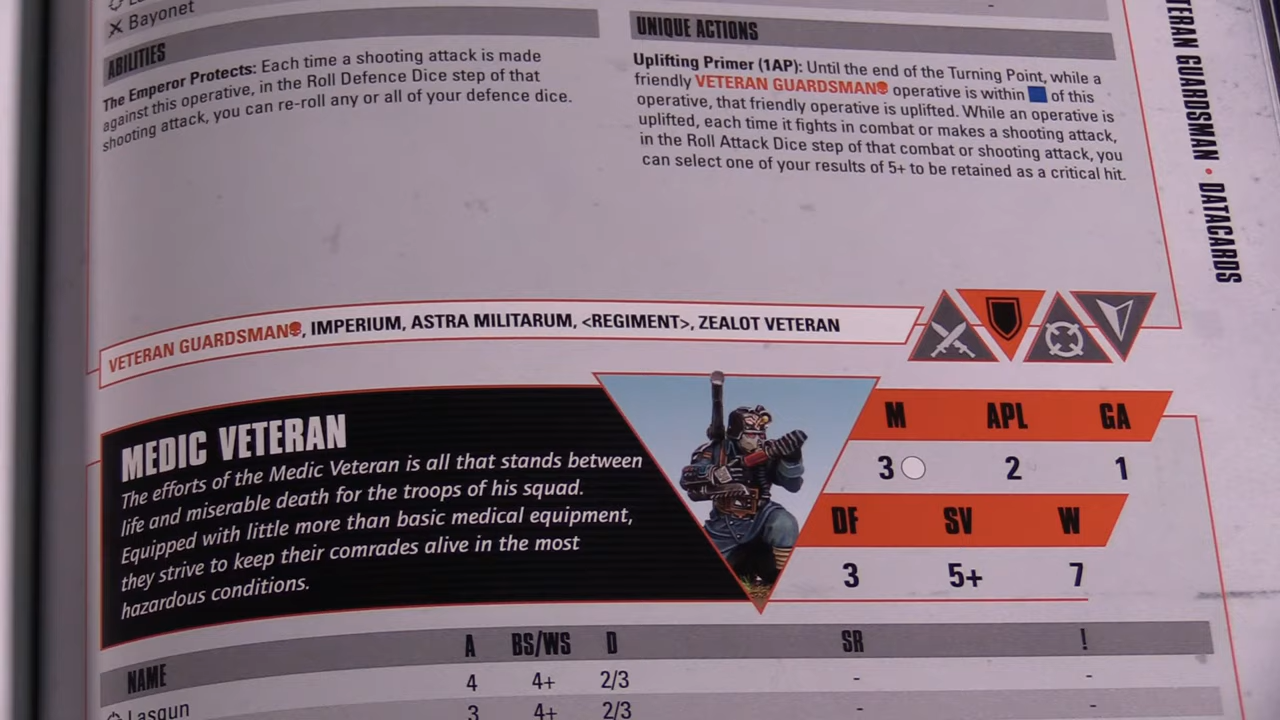 Bayonet
-
ABILITIES
The Emperor Protects: Each time a shooting attack is made
against this operative, in the Roll Defence Dice step of that
shooting attack, you can re-roll any or all of your defence dice.
UNIQUE ACTIONS
Uplifting Primer (1AP): Until the end of the Turning Point, while a
friendly VETERAN GUARDSMAN operative is within of this
operative, that friendly operative is uplifted. While an operative is
uplifted, each time it fights in combat or makes a shooting attack,
in the Roll Attack Dice step of that combat or shooting attack, you
can select one of your results of 5+ to be retained as a critical hit.
TERAN GUARDSMAN • DATACARDS
VETERAN GUARDSMAN, IMPERIUM, ASTRA MILITARUM, <REGIMENT>, ZEALOT VETERAN
MEDIC VETERAN
The efforts of the Medic Veteran is all that stands between
life and miserable death for the troops of his squad.
Equipped with little more than basic medical equipment,
they strive to keep their comrades alive in the most
hazardous conditions.
M APL GA
3 2 1
DF SV W
3 5+ 7
NAME A BS/WS D SR !
Lasgun 4 4+ 2/3 - -
3 4+ 2/3 - -